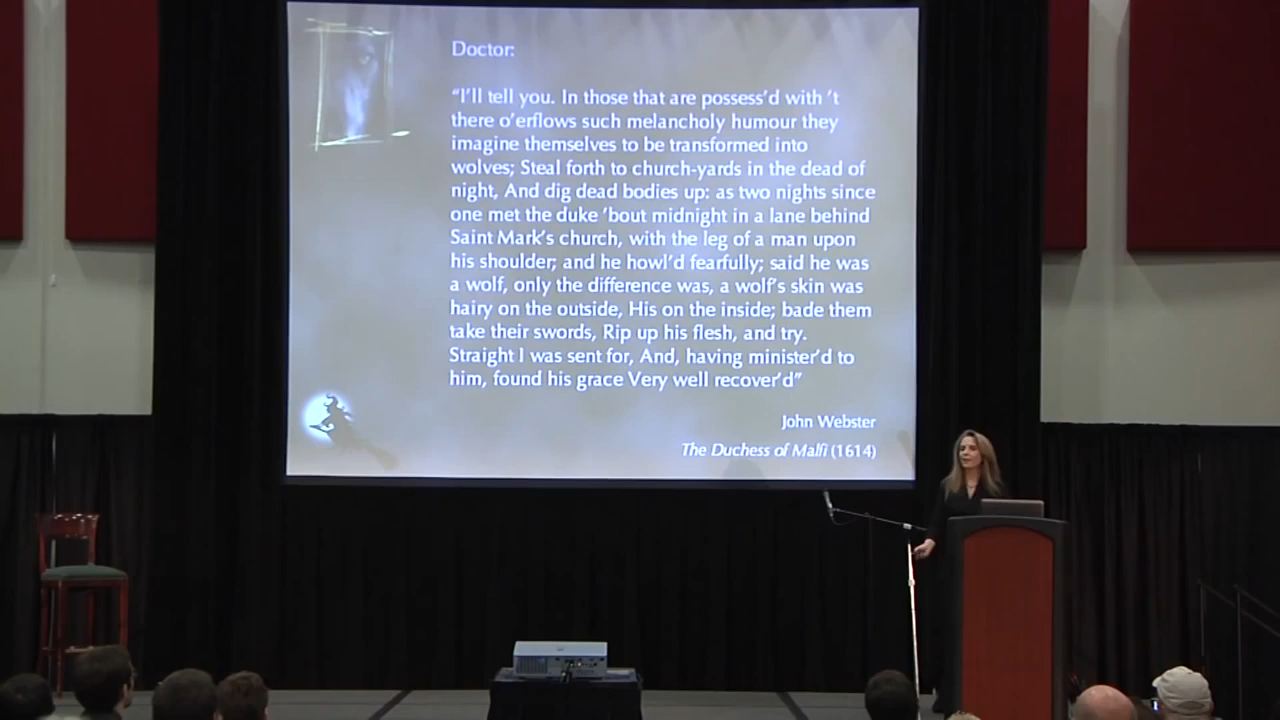 Doctor:
“I’ll tell you. In those that are possess’d with ’t
there o’erflows such melancholy humour they
imagine themselves to be transformed into
wolves; Steal forth to church-yards in the dead of
night, And dig dead bodies up: as two nights since
one met the duke ’bout midnight in a lane behind
Saint Mark’s church, with the leg of a man upon
his shoulder; and he howl’d fearfully; said he was
a wolf, only the difference was, a wolf’s skin was
hairy on the outside, His on the inside; bade them
take their swords, Rip up his flesh, and try.
Straight I was sent for, And, having minister’d to
him, found his grace Very well recover’d”
John Webster
The Duchess of Malfi (1614)